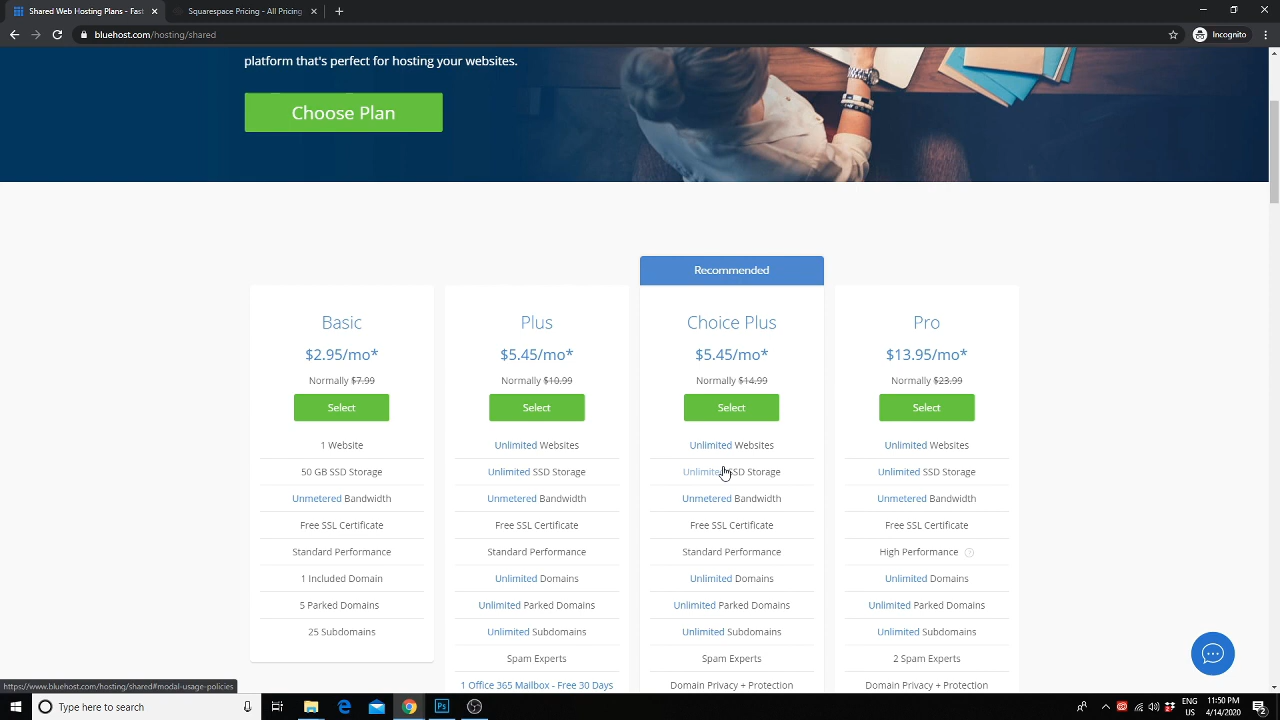 Shared Web Hosting Plans - Fast
Squarespace Pricing - All Pricing
bluehost.com/hosting/shared
Incognito
platform that's perfect for hosting your websites.
Choose Plan
Recommended
Basic
$2.95/mo*
Normally $7.99
Select
1 Website
50 GB SSD Storage
Unmetered Bandwidth
Free SSL Certificate
Standard Performance
1 Included Domain
5 Parked Domains
25 Subdomains
Plus
$5.45/mo*
Normally $10.99
Select
Unlimited Websites
Unlimited SSD Storage
Unmetered Bandwidth
Free SSL Certificate
Standard Performance
Unlimited Domains
Unlimited Parked Domains
Unlimited Subdomains
Spam Experts
1 Office 365 Mailbox - Free 30 Days
Choice Plus
$5.45/mo*
Normally $14.99
Select
Unlimited Websites
Unlimited SSD Storage
Unmetered Bandwidth
Free SSL Certificate
Standard Performance
Unlimited Domains
Unlimited Parked Domains
Unlimited Subdomains
Spam Experts
Domain Privacy + Protection
Pro
$13.95/mo*
Normally $23.99
Select
Unlimited Websites
Unlimited SSD Storage
Unmetered Bandwidth
Free SSL Certificate
High Performance ?
Unlimited Domains
Unlimited Parked Domains
Unlimited Subdomains
2 Spam Experts
Domain Privacy + Protection
https://www.bluehost.com/hosting/shared#modal-usage-policies
Type here to search
Ps
ENG
11:50 PM
4/14/2020
2